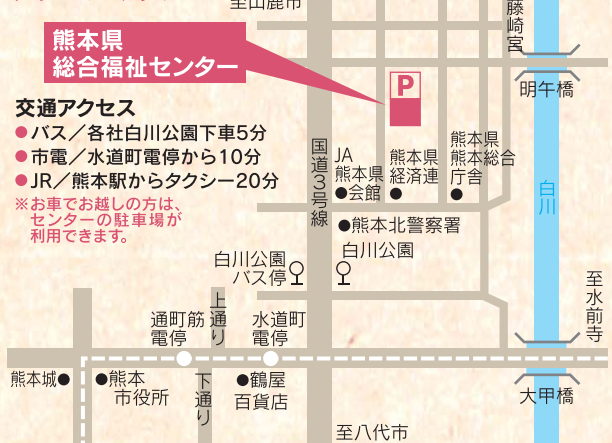 至山鹿市
藤崎宮
熊本県
総合福祉センター
P
明午橋
交通アクセス
●バス／各社白川公園下車5分
●市電／水道町電停から10分
●JR／熊本駅からタクシー20分
※お車でお越しの方は、
センターの駐車場が
利用できます。
国道3号線
JA
熊本県
●会館
熊本県
経済連
●
熊本県
熊本総合
庁舎
●
白川
●熊本北警察署
白川公園
白川公園
バス停
至水前寺
通町筋
電停
上通り
水道町
電停
熊本城●
●熊本
市役所
下通り
●鶴屋
百貨店
大甲橋
至八代市